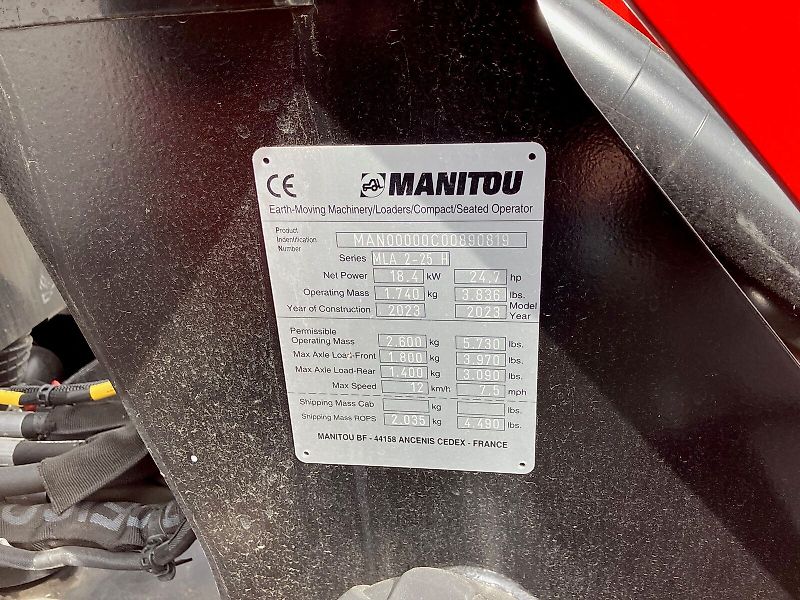 CE MANITOU
Earth-Moving Machinery/Loaders/Compact/Seated Operator
Product
Indentification
Number
MAN00000C00890819
Series MLA 2-25 H
Net Power 18.4 kW 24.7 hp
Operating Mass 1.740 kg 3.836 lbs.
Year of Construction 2023 2023 Model Year
Permissible
Operating Mass 2.600 kg 5.730 lbs.
Max Axle Load-Front 1.800 kg 3.970 lbs.
Max Axle Load-Rear 1.400 kg 3.090 lbs.
Max Speed 12 km/h 7.5 mph
Shipping Mass Cab kg lbs.
Shipping Mass ROPS 2.035 kg 4.490 lbs.
MANITOU BF - 44158 ANCENIS CEDEX - FRANCE